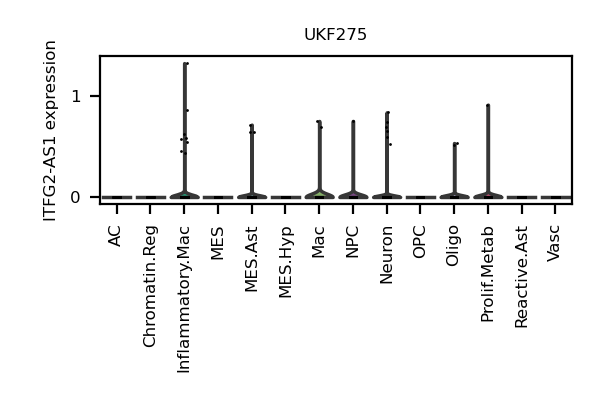 UKF275
ITFG2-AS1 expression
1
0
AC
Chromatin.Reg
Inflammatory.Mac
MES
MES.Ast
MES.Hyp
Mac
NPC
Neuron
OPC
Oligo
Prolif.Metab
Reactive.Ast
Vasc